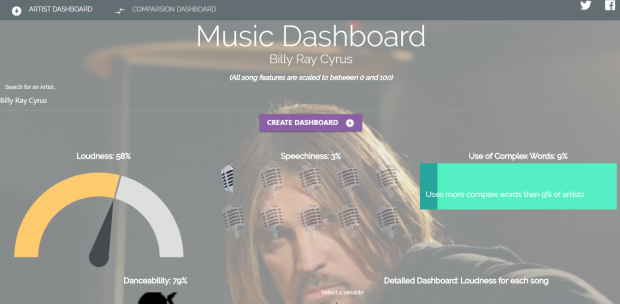 ARTIST DASHBOARD
COMPARSION DASHBOARD
Music Dashboard
Billy Ray Cyrus
(All song features are scaled to between 0 and 100)
Search for an Artist...
Billy Ray Cyrus
CREATE DASHBOARD
Loudness: 58%
Speechiness: 3%
Use of Complex Words: 9%
Uses more complex words than 9% of artists
Danceability: 79%
Detailed Dashboard: Loudness for each song
Select a variable